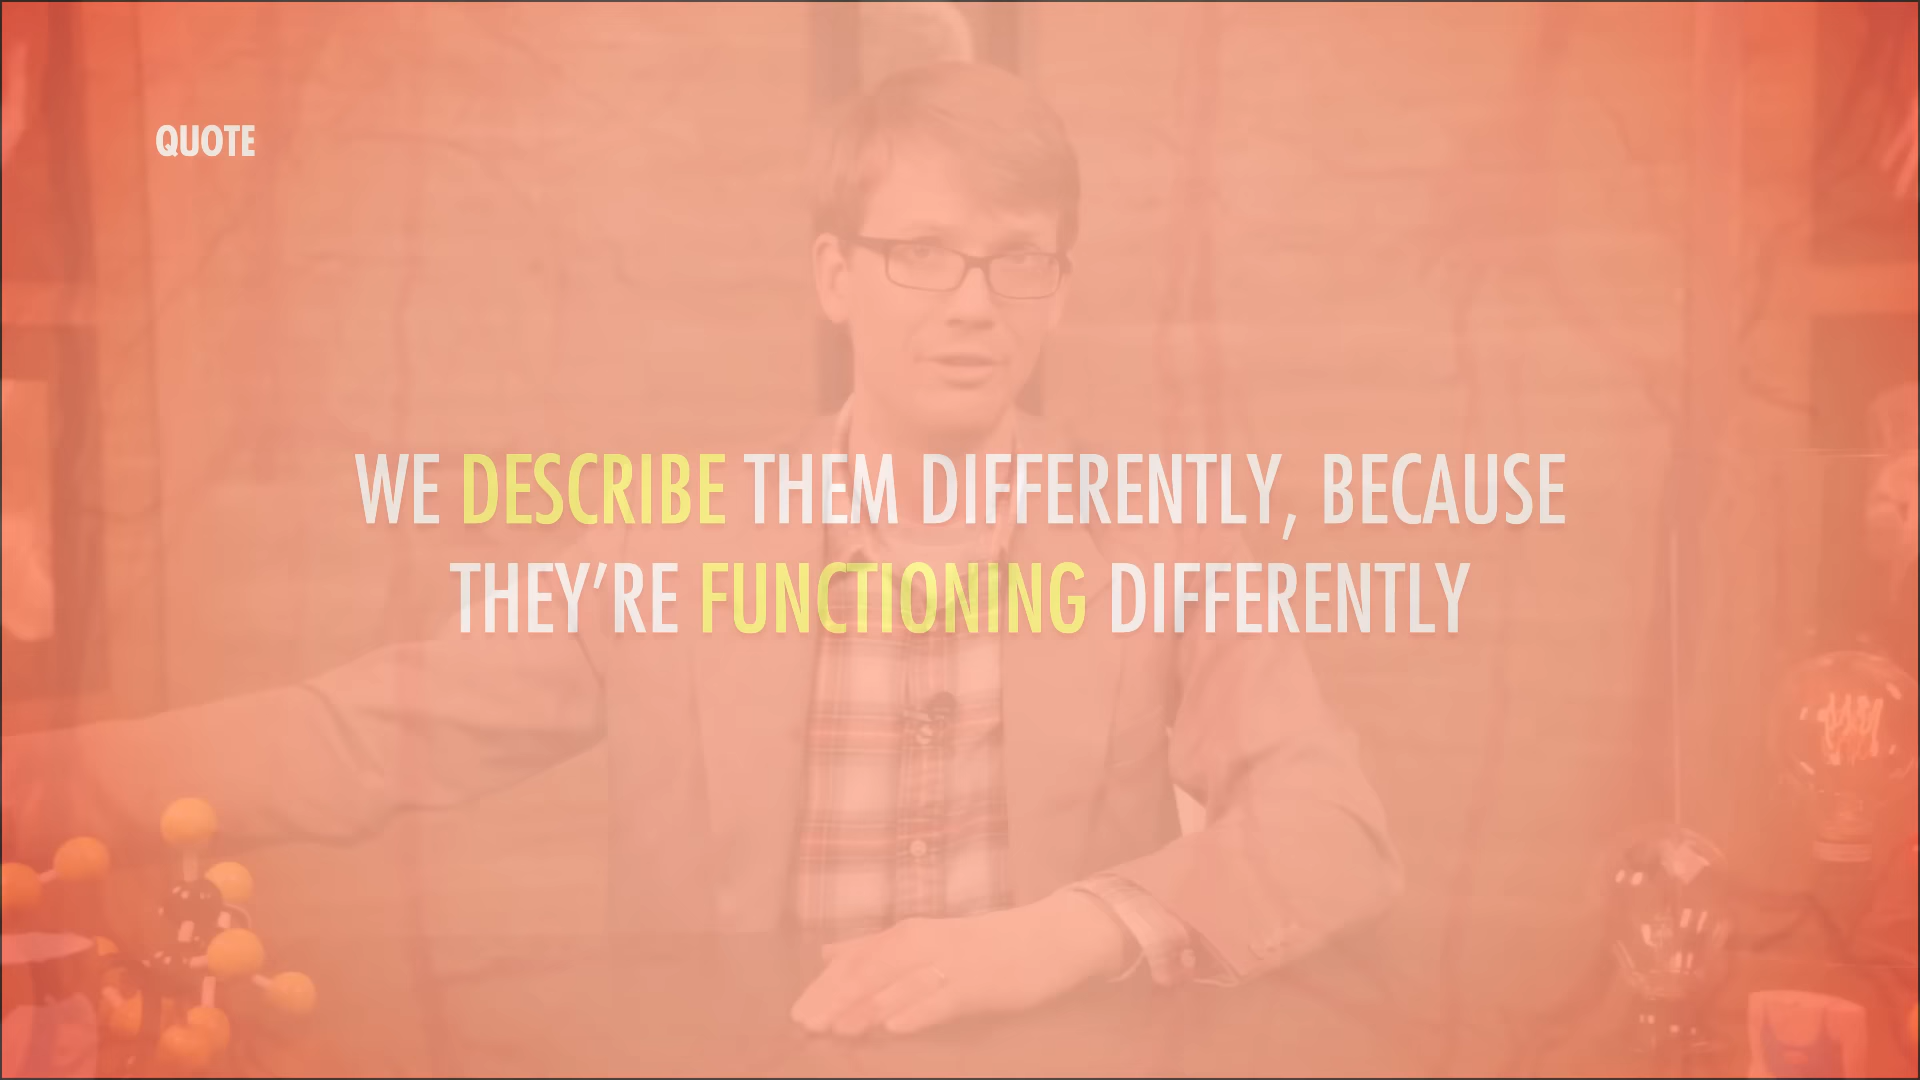 QUOTE
WE DESCRIBE THEM DIFFERENTLY, BECAUSE
THEY’RE FUNCTIONING DIFFERENTLY